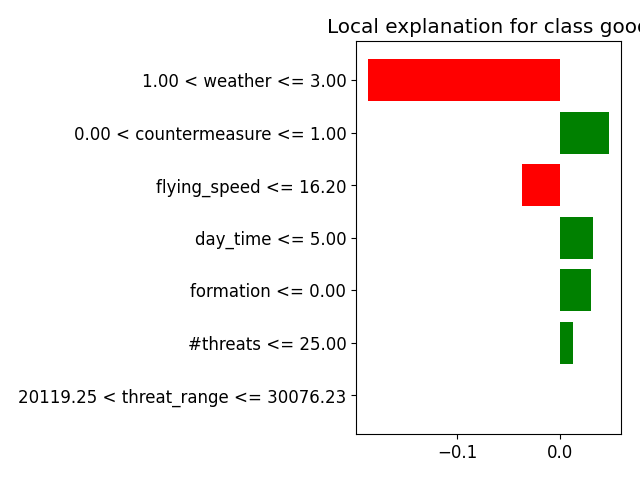 Local explanation for class good
1.00 < weather <= 3.00
0.00 < countermeasure <= 1.00
flying_speed <= 16.20
day_time <= 5.00
formation <= 0.00
#threats <= 25.00
20119.25 < threat_range <= 30076.23
−0.1 0.0